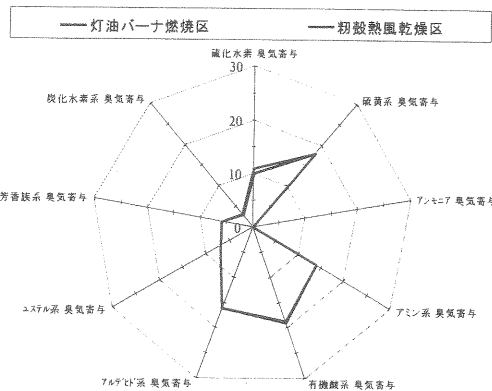 灯油バーナ燃焼区 籾殻熱風乾燥区
硫化水素 臭気寄与
30
炭化水素系 臭気寄与
硫黄系 臭気寄与
20
10
芳香族系 臭気寄与
アンモニア 臭気寄与
0
エステル系 臭気寄与
アミン系 臭気寄与
アルデヒド系 臭気寄与
有機酸系 臭気寄与